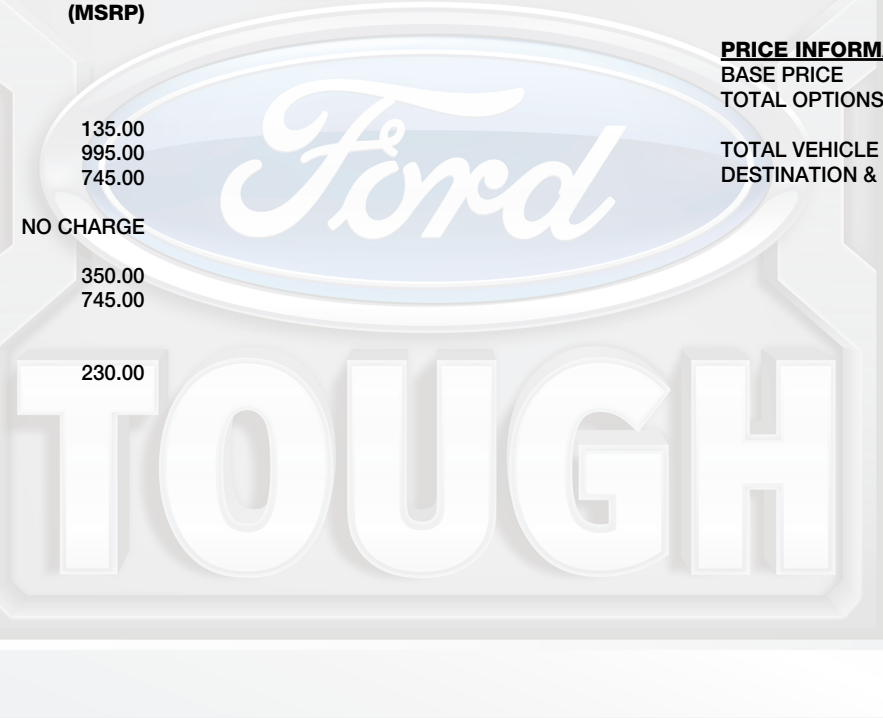 (MSRP)
PRICE INFORMA
BASE PRICE
TOTAL OPTIONS
135.00
995.00
745.00
TOTAL VEHICLE
DESTINATION &
NO CHARGE
350.00
745.00
230.00
Ford
TOUGH